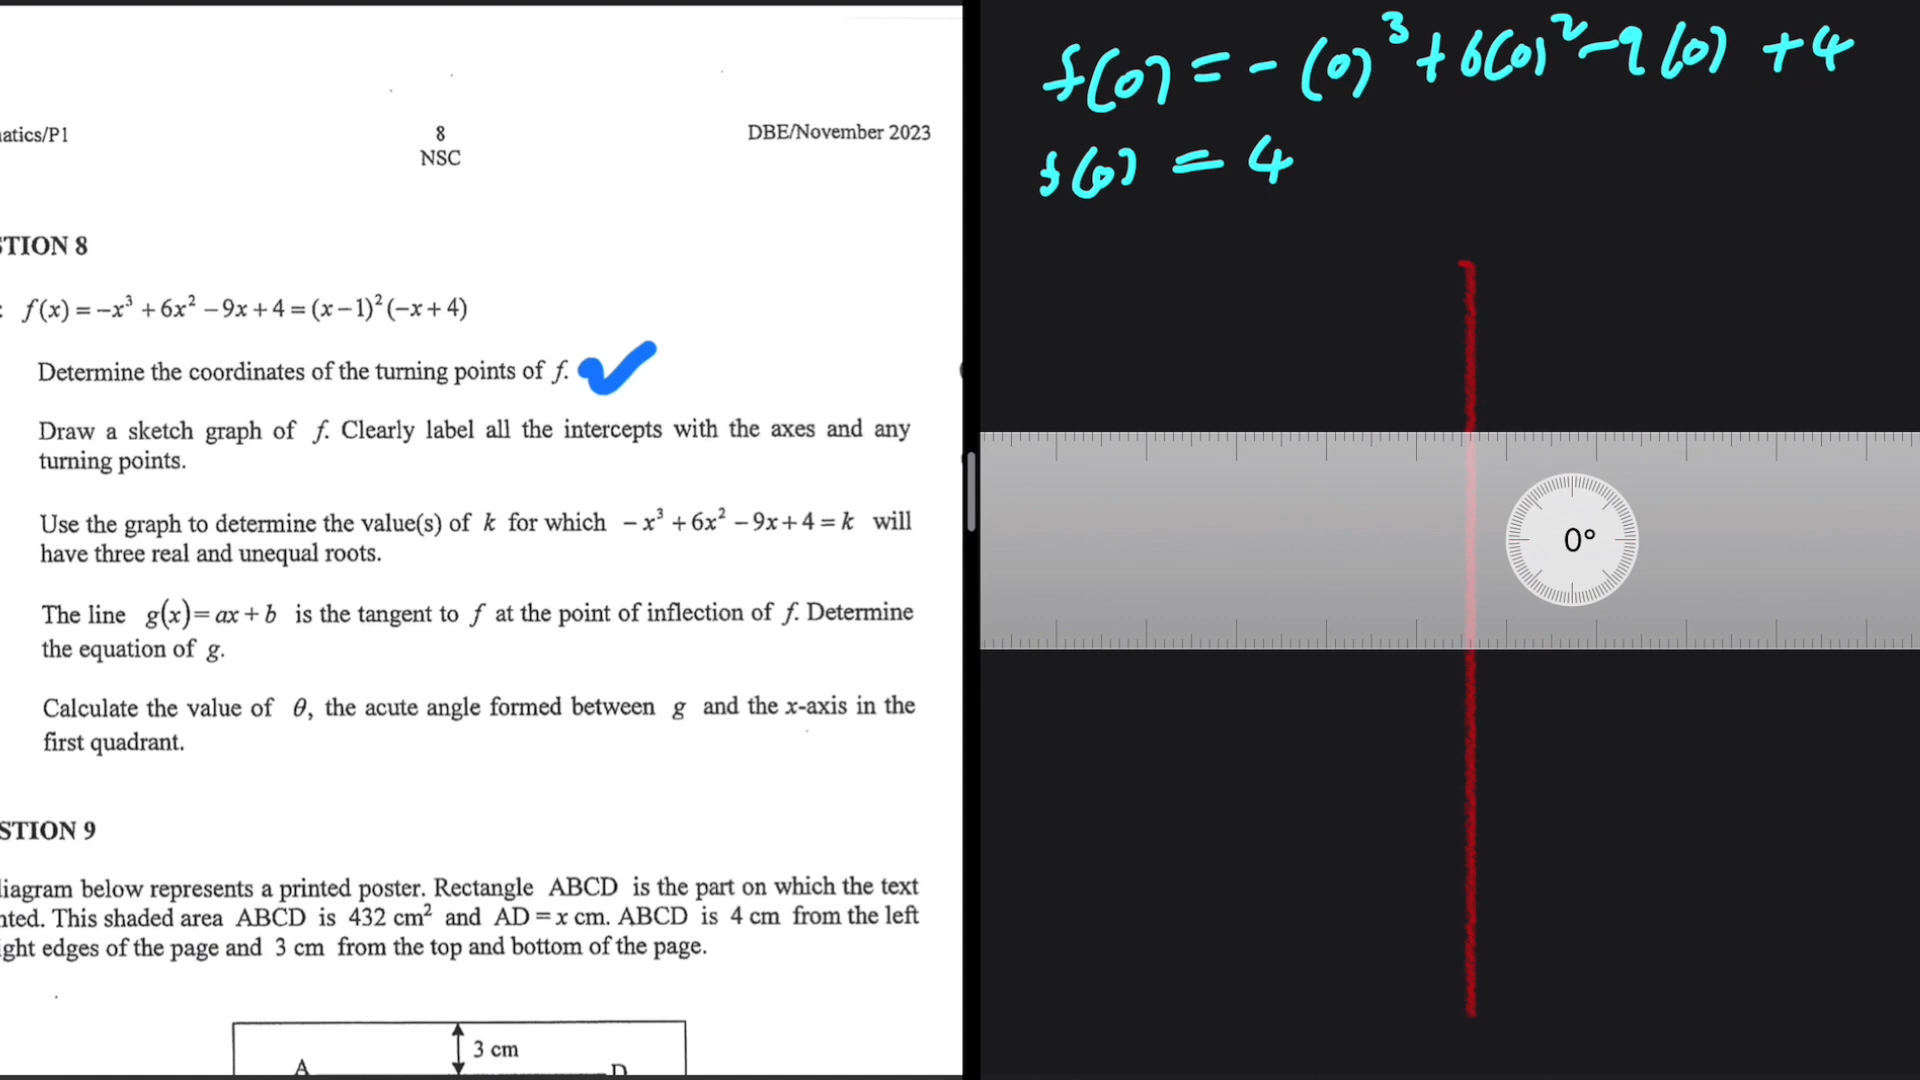 atics/P1
8
NSC
DBE/November 2023
STION 8
: f(x) = −x³ + 6x² − 9x + 4 = (x − 1)² (−x + 4)
Determine the coordinates of the turning points of f.
Draw a sketch graph of f. Clearly label all the intercepts with the axes and any
turning points.
Use the graph to determine the value(s) of k for which − x³ + 6x² − 9x + 4 = k will
have three real and unequal roots.
The line g(x) = ax + b is the tangent to f at the point of inflection of f. Determine
the equation of g.
Calculate the value of θ, the acute angle formed between g and the x-axis in the
first quadrant.
STION 9
diagram below represents a printed poster. Rectangle ABCD is the part on which the text
nted. This shaded area ABCD is 432 cm² and AD = x cm. ABCD is 4 cm from the left
ight edges of the page and 3 cm from the top and bottom of the page.
3 cm
A
D
f(0) = − (0)³ + 6(0)² − 9(0) + 4
f(0) = 4
0°